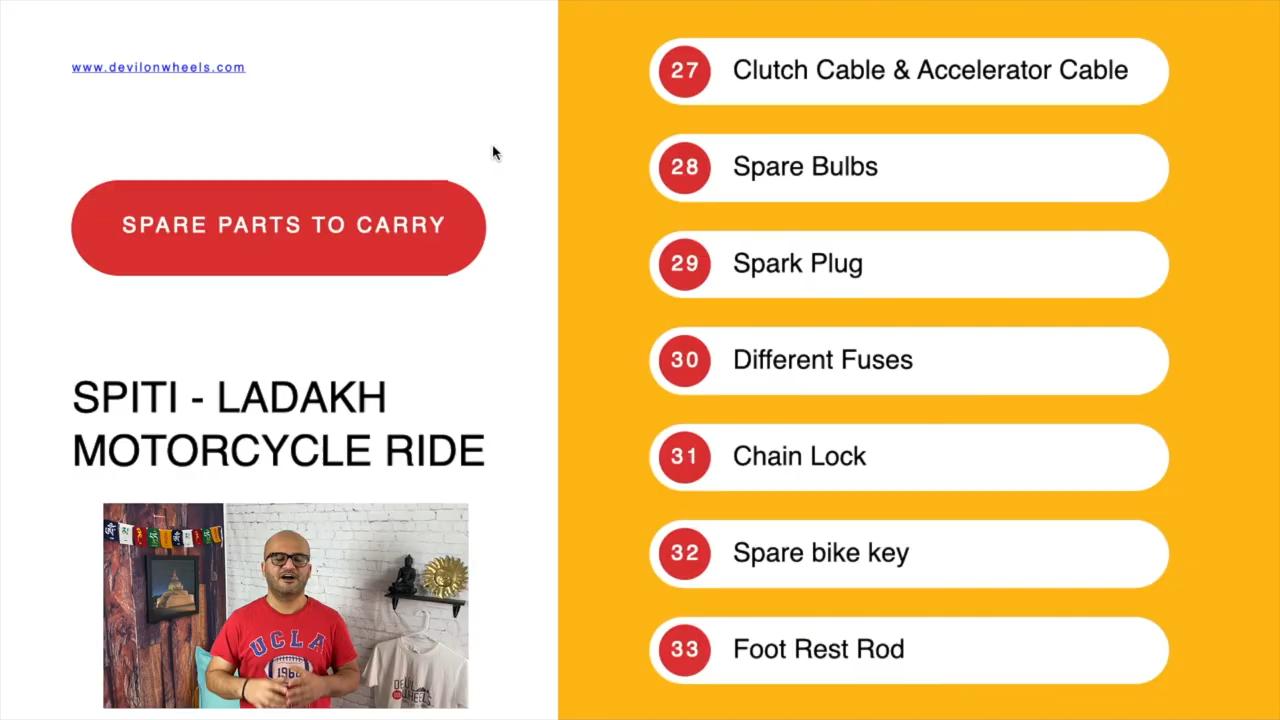 www.devilonwheels.com
SPARE PARTS TO CARRY
SPITI - LADAKH
MOTORCYCLE RIDE
UCLA
27 Clutch Cable & Accelerator Cable
28 Spare Bulbs
29 Spark Plug
30 Different Fuses
31 Chain Lock
32 Spare bike key
33 Foot Rest Rod